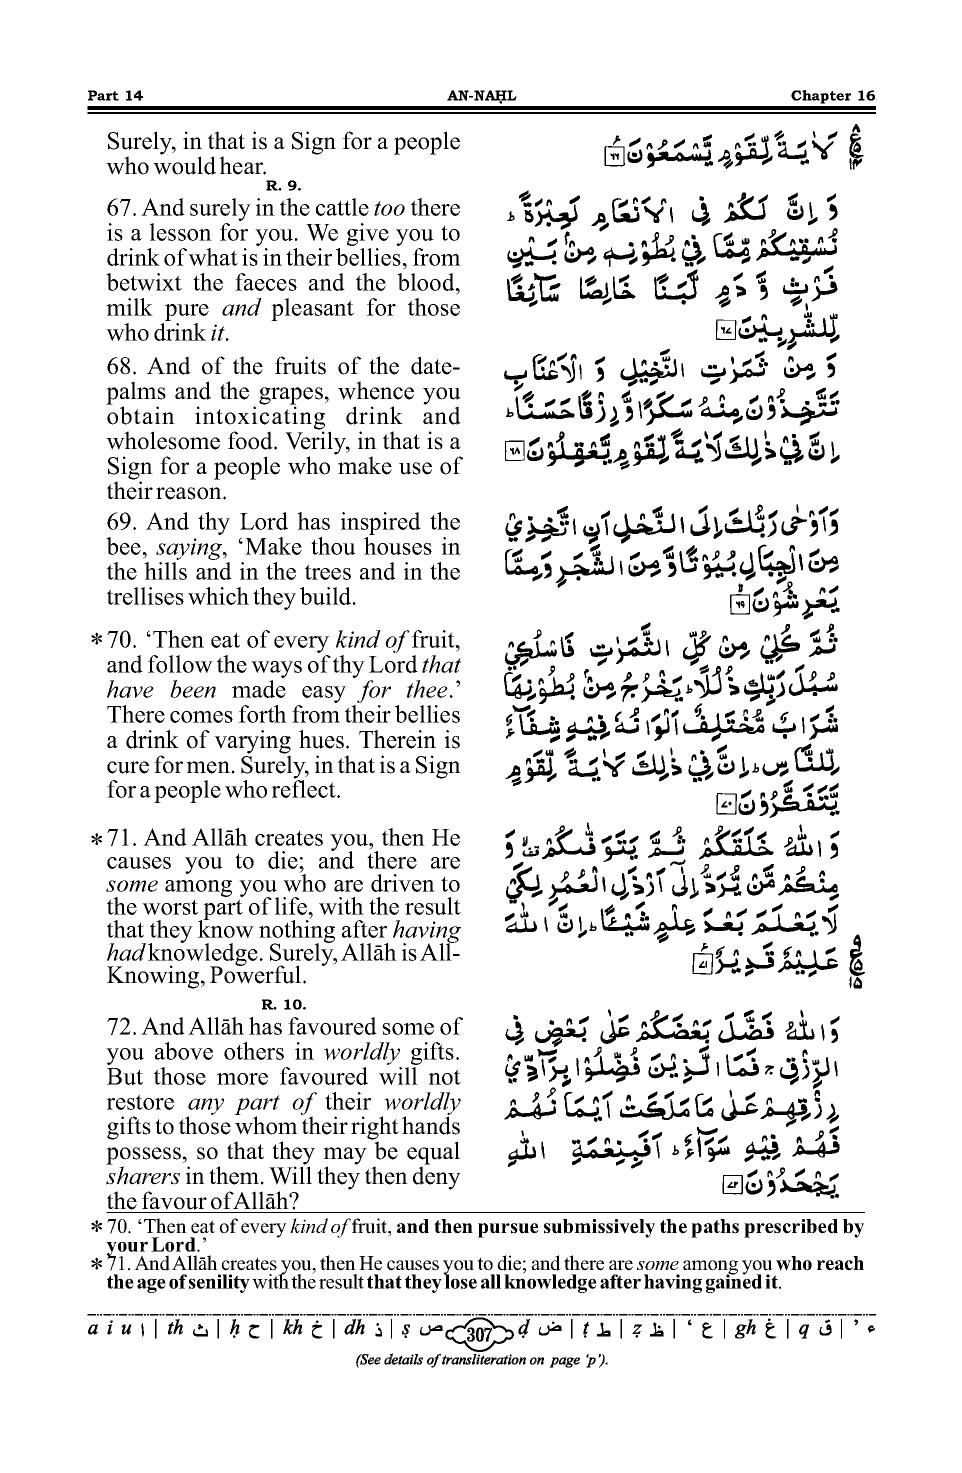 Part 14 AN-NAḤL Chapter 16
Surely, in that is a Sign for a people
who would hear.
لَاٰيَةً لِّقَوْمٍ يَّسْمَعُوْنَ ﴿۶۶﴾
R. 9.
67. And surely in the cattle too there
is a lesson for you. We give you to
drink of what is in their bellies, from
betwixt the faeces and the blood,
milk pure and pleasant for those
who drink it.
وَ اِنَّ لَكُمْ فِى الْاَنْعَامِ لَعِبْرَةً ؕ
نُسْقِيْكُمْ مِّمَّا فِيْ بُطُوْنِهٖ مِنْۢ بَيْنِ
فَرْثٍ وَّ دَمٍ لَّبَنًا خَالِصًا سَآئِغًا
لِّلشّٰرِبِيْنَ ﴿۶۷﴾
68. And of the fruits of the date-
palms and the grapes, whence you
obtain intoxicating drink and
wholesome food. Verily, in that is a
Sign for a people who make use of
their reason.
وَ مِنْ ثَمَرٰتِ النَّخِيْلِ وَ الْاَعْنَابِ
تَتَّخِذُوْنَ مِنْهُ سَكَرًا وَّ رِزْقًا حَسَنًا ؕ
اِنَّ فِيْ ذٰلِكَ لَاٰيَةً لِّقَوْمٍ يَّعْقِلُوْنَ ﴿۶۸﴾
69. And thy Lord has inspired the
bee, saying, ‘Make thou houses in
the hills and in the trees and in the
trellises which they build.
وَاَوْحٰى رَبُّكَ اِلَى النَّحْلِ اَنِ اتَّخِذِيْ
مِنَ الْجِبَالِ بُيُوْتًا وَّ مِنَ الشَّجَرِ وَمِمَّا
يَعْرِشُوْنَ ﴿۶۹﴾
*70. ‘Then eat of every kind of fruit,
and follow the ways of thy Lord that
have been made easy for thee.’
There comes forth from their bellies
a drink of varying hues. Therein is
cure for men. Surely, in that is a Sign
for a people who reflect.
ثُمَّ كُلِيْ مِنْ كُلِّ الثَّمَرٰتِ فَاسْلُكِيْ
سُبُلَ رَبِّكِ ذُلُلًا ؕ يَخْرُجُ مِنْۢ بُطُوْنِهَا
شَرَابٌ مُّخْتَلِفٌ اَلْوَانُهٗ فِيْهِ شِفَآءٌ
لِّلنَّاسِ ؕ اِنَّ فِيْ ذٰلِكَ لَاٰيَةً لِّقَوْمٍ
يَّتَفَكَّرُوْنَ ﴿۷۰﴾
*71. And Allāh creates you, then He
causes you to die; and there are
some among you who are driven to
the worst part of life, with the result
that they know nothing after having
had knowledge. Surely, Allāh is All-
Knowing, Powerful.
وَ اللّٰهُ خَلَقَكُمْ ثُمَّ يَتَوَفّٰىكُمْ ۙ وَ
مِنْكُمْ مَّنْ يُّرَدُّ اِلٰٓى اَرْذَلِ الْعُمُرِ لِكَيْ
لَا يَعْلَمَ بَعْدَ عِلْمٍ شَيْـًٔا ؕ اِنَّ اللّٰهَ
عَلِيْمٌ قَدِيْرٌ ﴿۷۱﴾
R. 10.
72. And Allāh has favoured some of
you above others in worldly gifts.
But those more favoured will not
restore any part of their worldly
gifts to those whom their right hands
possess, so that they may be equal
sharers in them. Will they then deny
the favour of Allāh?
وَ اللّٰهُ فَضَّلَ بَعْضَكُمْ عَلٰى بَعْضٍ فِى
الرِّزْقِ ۚ فَمَا الَّذِيْنَ فُضِّلُوْا بِرَآدِّيْ
رِزْقِهِمْ عَلٰى مَا مَلَكَتْ اَيْمَانُهُمْ
فَهُمْ فِيْهِ سَوَآءٌ ؕ اَفَبِنِعْمَةِ اللّٰهِ
يَجْحَدُوْنَ ﴿۷۲﴾
*70. ‘Then eat of every kind of fruit, and then pursue submissively the paths prescribed by
your Lord.’
*71. And Allāh creates you, then He causes you to die; and there are some among you who reach
the age of senility with the result that they lose all knowledge after having gained it.
a i u ا | th ث | ḥ ح | kh خ | dh ذ | ṣ ص 307 ḍ ض | ṭ ط | ẓ ظ | ‘ ع | gh غ | q ق | ’ ء
(See details of transliteration on page ‘p’).